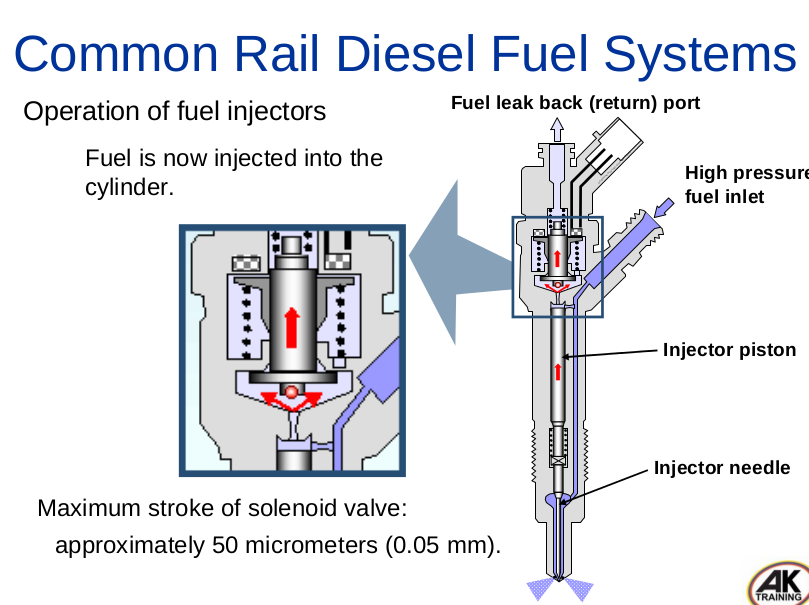 Common Rail Diesel Fuel Systems
Operation of fuel injectors
Fuel leak back (return) port
Fuel is now injected into the
cylinder.
High pressure
fuel inlet
Injector piston
Injector needle
Maximum stroke of solenoid valve:
approximately 50 micrometers (0.05 mm).
AK
TRAINING